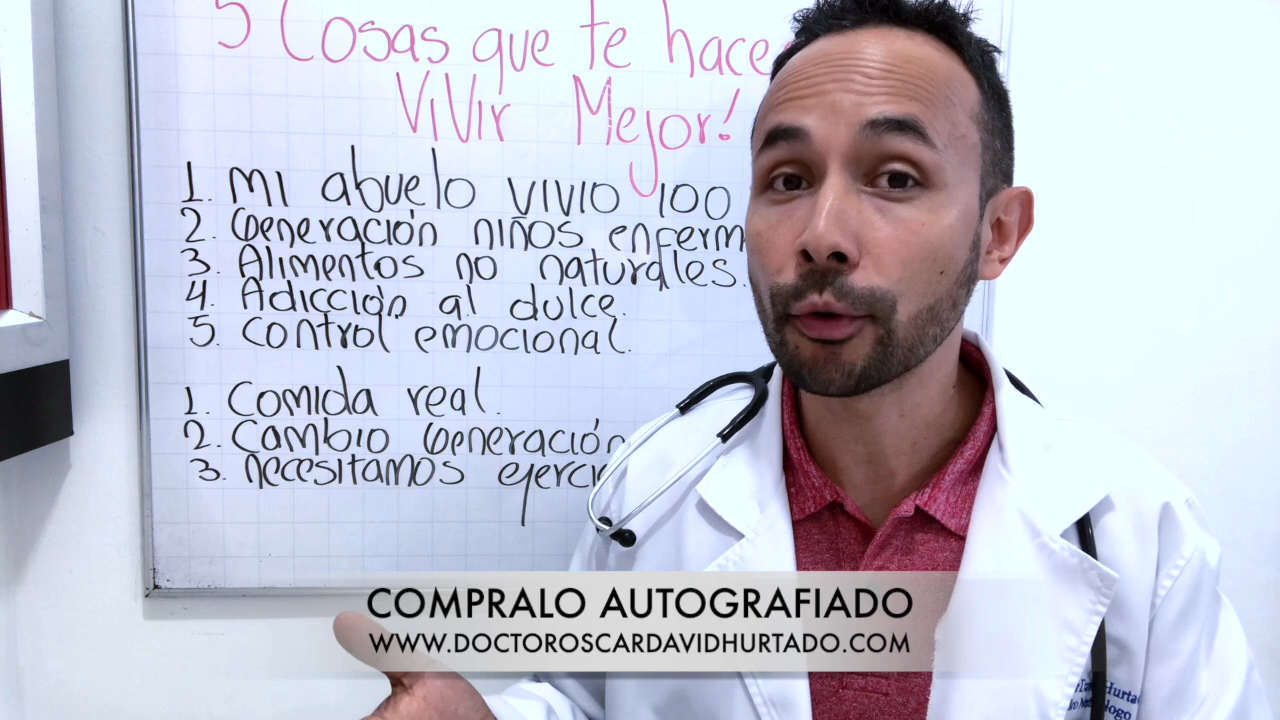 5 Cosas que te hace
ViVir Mejor!
1. Mi abuelo vivio 100
2. Generación niños enferm
3. Alimentos no naturales.
4. Adicción al dulce.
5. Control emocional.
1. Comida real.
2. Cambio Generación
3. Necesitamos ejerci
COMPRALO AUTOGRAFIADO
WWW.DOCTOROSCARDAVIDHURTADO.COM
Hurta